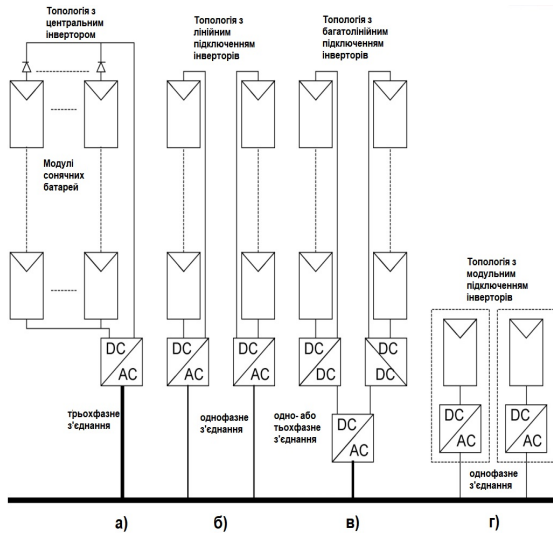 Топологія з
центральним
інвертором
Топологія з
лінійним
підключенням
інверторів
Топологія з
багатолінійним
підключенням
інверторів
Модулі
сонячних
батарей
Топологія з
модульним
підключенням
інверторів
DC
AC
DC
AC
DC
AC
DC
DC
DC
DC
трьохфазне
з'єднання
однофазне
з'єднання
одно- або
тьохфазне
з'єднання
DC
AC
DC
AC
DC
AC
однофазне
з'єднання
а)
б)
в)
г)